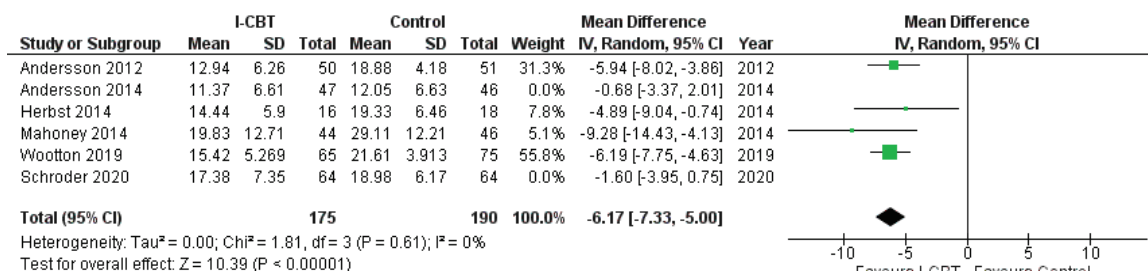 I-CBT Control Mean Difference Mean Difference
Study or Subgroup Mean SD Total Mean SD Total Weight IV, Random, 95% CI Year IV, Random, 95% CI
Andersson 2012 12.94 6.26 50 18.88 4.18 51 31.3% -5.94 [-8.02, -3.86] 2012
Andersson 2014 11.37 6.61 47 12.05 6.63 46 0.0% -0.68 [-3.37, 2.01] 2014
Herbst 2014 14.44 5.9 16 19.33 6.46 18 7.8% -4.89 [-9.04, -0.74] 2014
Mahoney 2014 19.83 12.71 44 29.11 12.21 46 5.1% -9.28 [-14.43, -4.13] 2014
Wootton 2019 15.42 5.269 65 21.61 3.913 75 55.8% -6.19 [-7.75, -4.63] 2019
Schroder 2020 17.38 7.35 64 18.98 6.17 64 0.0% -1.60 [-3.95, 0.75] 2020
Total (95% CI) 175 190 100.0% -6.17 [-7.33, -5.00]
Heterogeneity: Tau² = 0.00; Chi² = 1.81, df = 3 (P = 0.61); I² = 0%
Test for overall effect: Z = 10.39 (P < 0.00001)
-10 -5 0 5 10
Favours I-CBT Favours Control